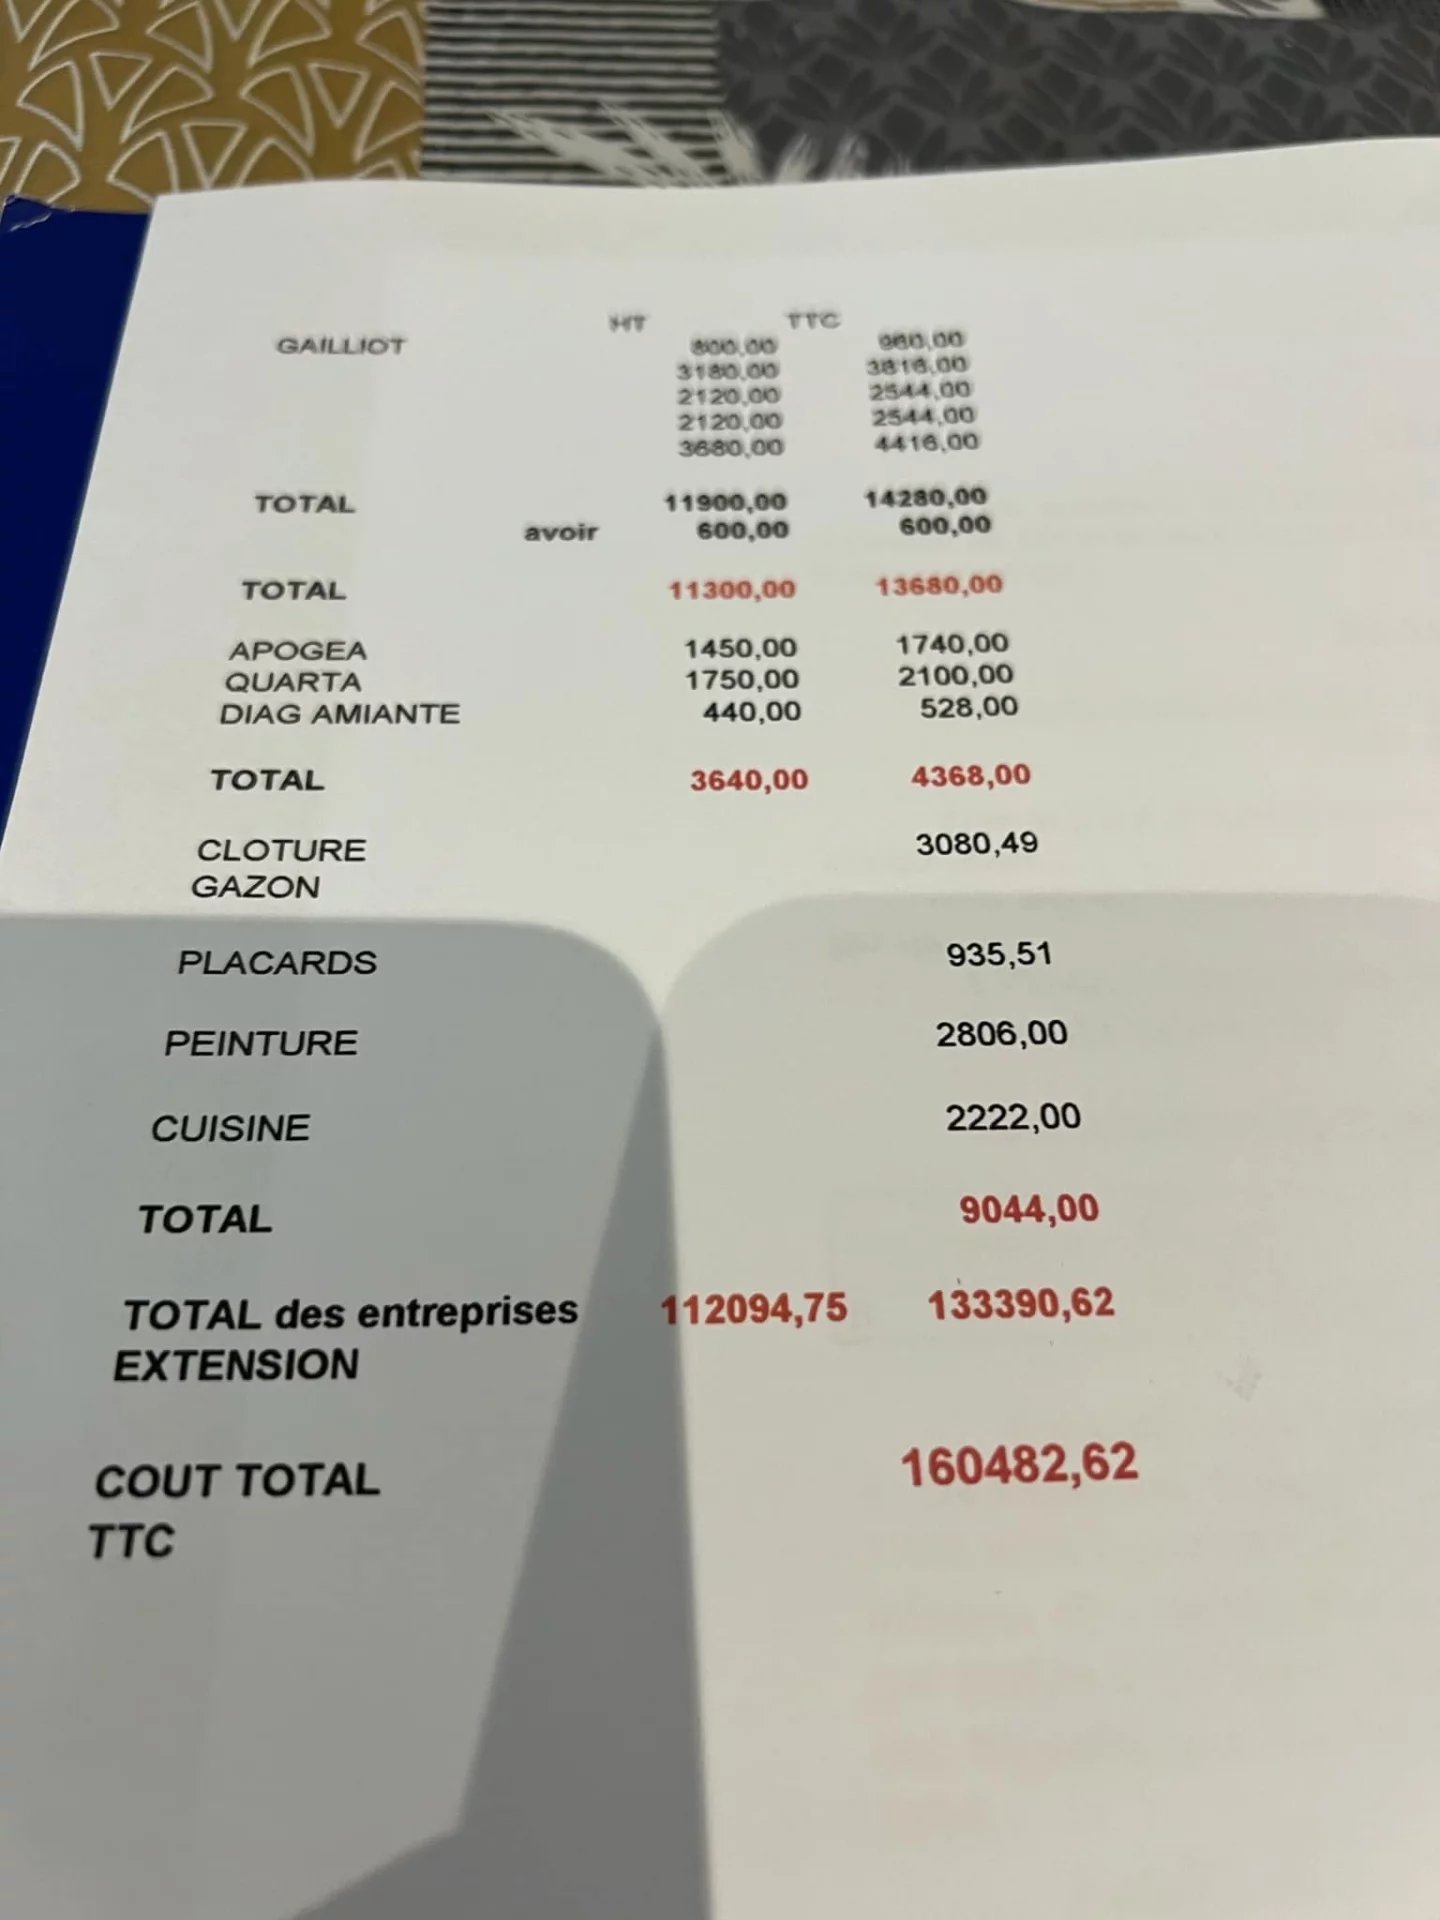 HT TTC
GAILLIOT 800,00 960,00
3180,00 3816,00
2120,00 2544,00
2120,00 2544,00
3680,00 4416,00
TOTAL 11900,00 14280,00
avoir 600,00 600,00
TOTAL 11300,00 13680,00
APOGEA 1450,00 1740,00
QUARTA 1750,00 2100,00
DIAG AMIANTE 440,00 528,00
TOTAL 3640,00 4368,00
CLOTURE 3080,49
GAZON
PLACARDS 935,51
PEINTURE 2806,00
CUISINE 2222,00
TOTAL 9044,00
TOTAL des entreprises 112094,75 133390,62
EXTENSION
COUT TOTAL 160482,62
TTC